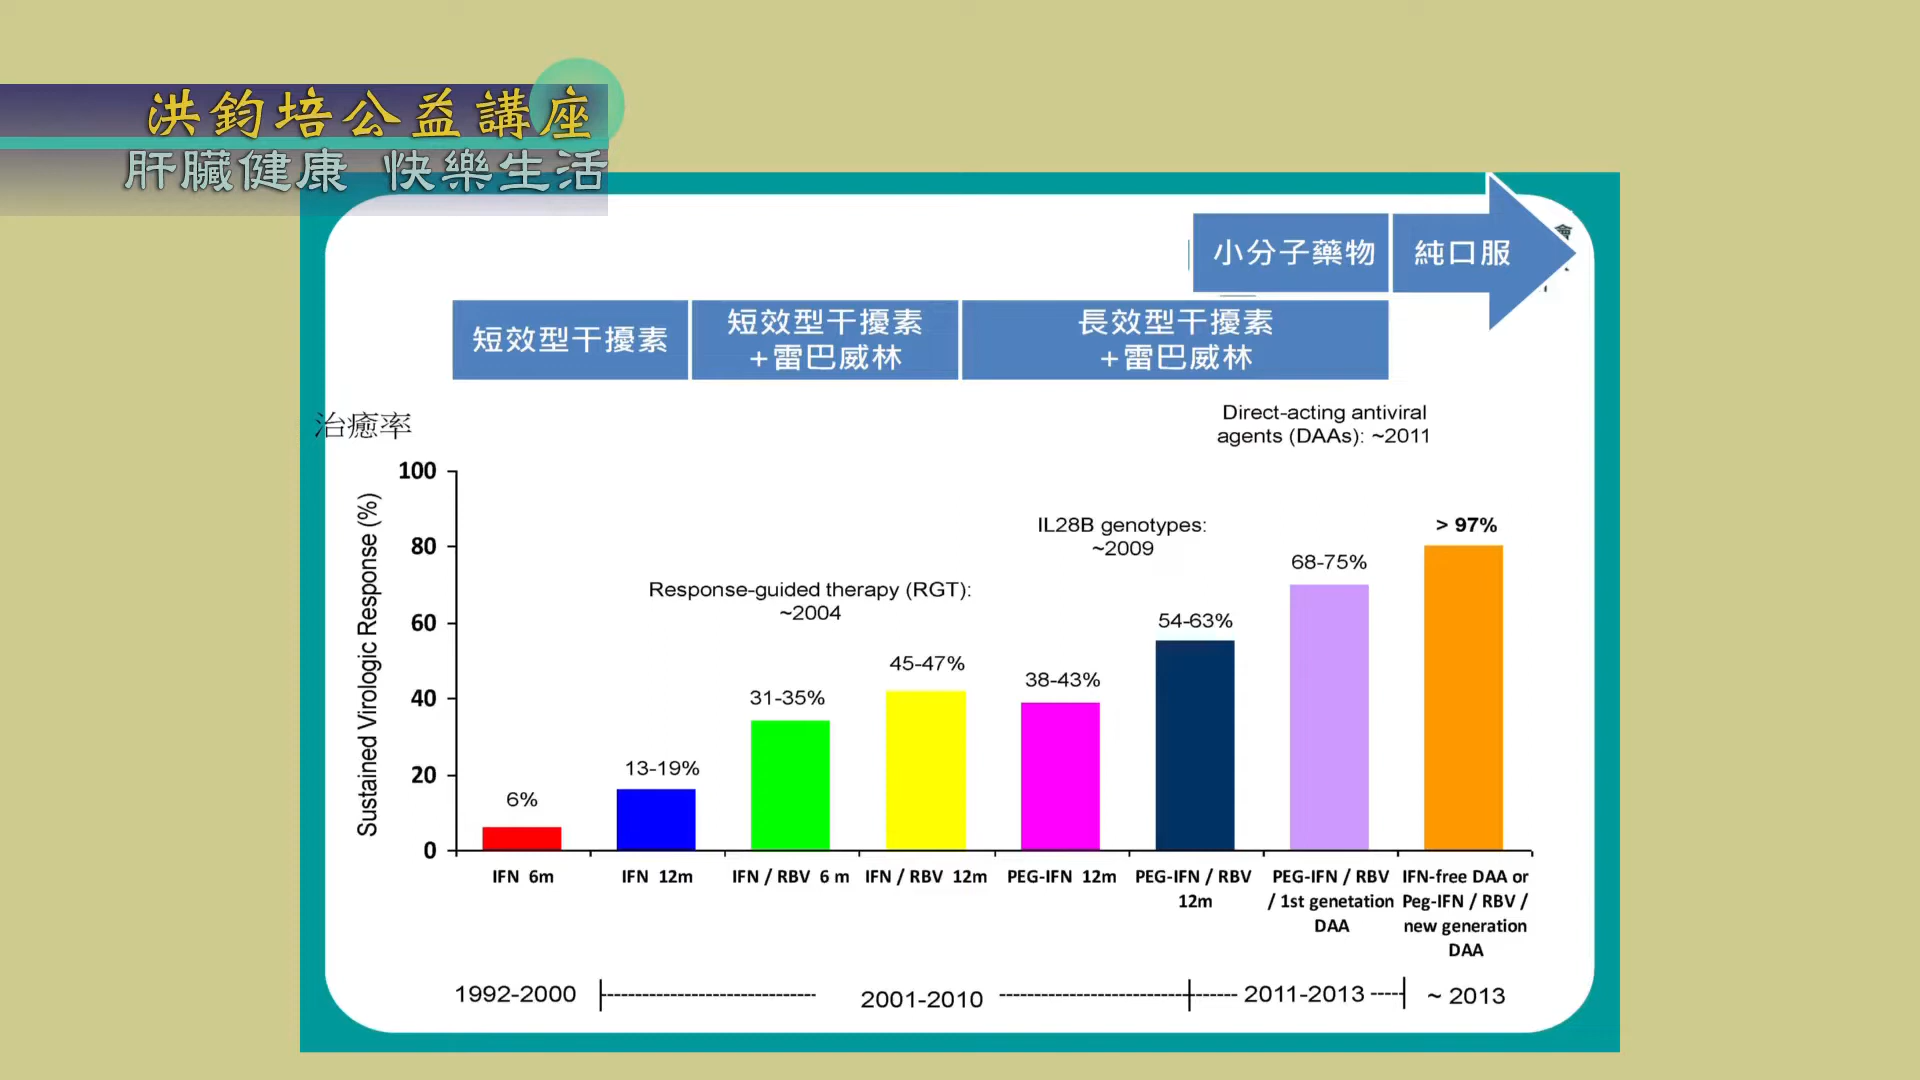 洪鈞培公益講座
肝臟健康 快樂生活
小分子藥物
純口服
短效型干擾素
短效型干擾素
+雷巴威林
長效型干擾素
+雷巴威林
治癒率
Direct-acting antiviral
agents (DAAs): ~2011
Sustained Virologic Response (%)
100
80
60
40
20
0
IL28B genotypes:
~2009
Response-guided therapy (RGT):
~2004
6%
13-19%
31-35%
45-47%
38-43%
54-63%
68-75%
> 97%
IFN 6m
IFN 12m
IFN / RBV 6 m
IFN / RBV 12m
PEG-IFN 12m
PEG-IFN / RBV
12m
PEG-IFN / RBV
/ 1st genetation
DAA
IFN-free DAA or
Peg-IFN / RBV /
new generation
DAA
1992-2000
2001-2010
2011-2013
~ 2013